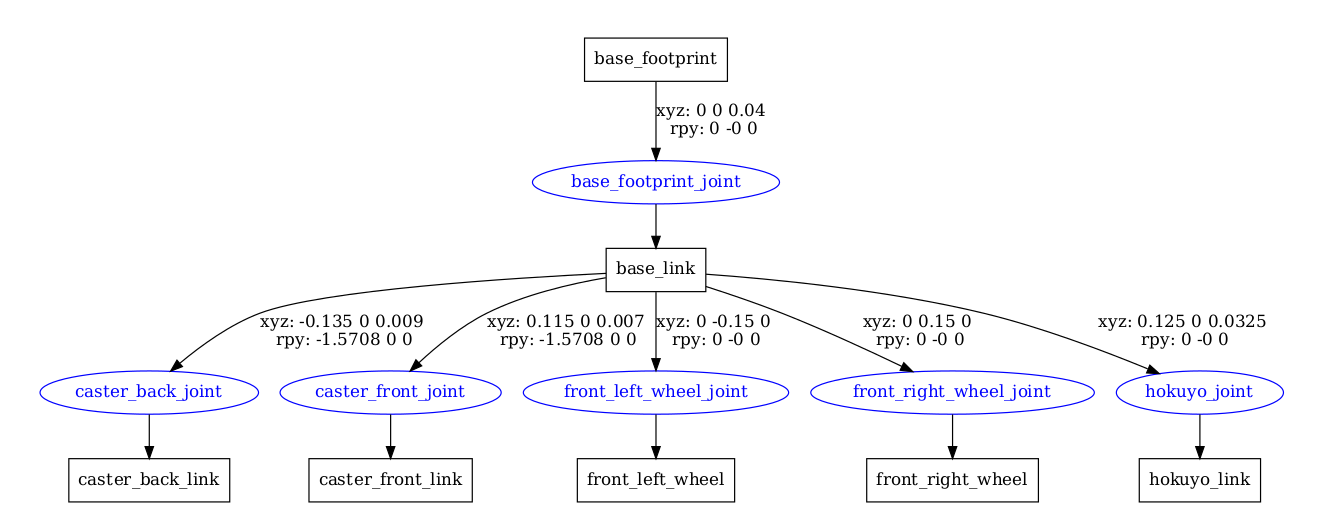 base_footprint
xyz: 0 0 0.04
rpy: 0 -0 0
base_footprint_joint
base_link
xyz: -0.135 0 0.009
rpy: -1.5708 0 0
xyz: 0.115 0 0.007
rpy: -1.5708 0 0
xyz: 0 -0.15 0
rpy: 0 -0 0
xyz: 0 0.15 0
rpy: 0 -0 0
xyz: 0.125 0 0.0325
rpy: 0 -0 0
caster_back_joint
caster_front_joint
front_left_wheel_joint
front_right_wheel_joint
hokuyo_joint
caster_back_link
caster_front_link
front_left_wheel
front_right_wheel
hokuyo_link